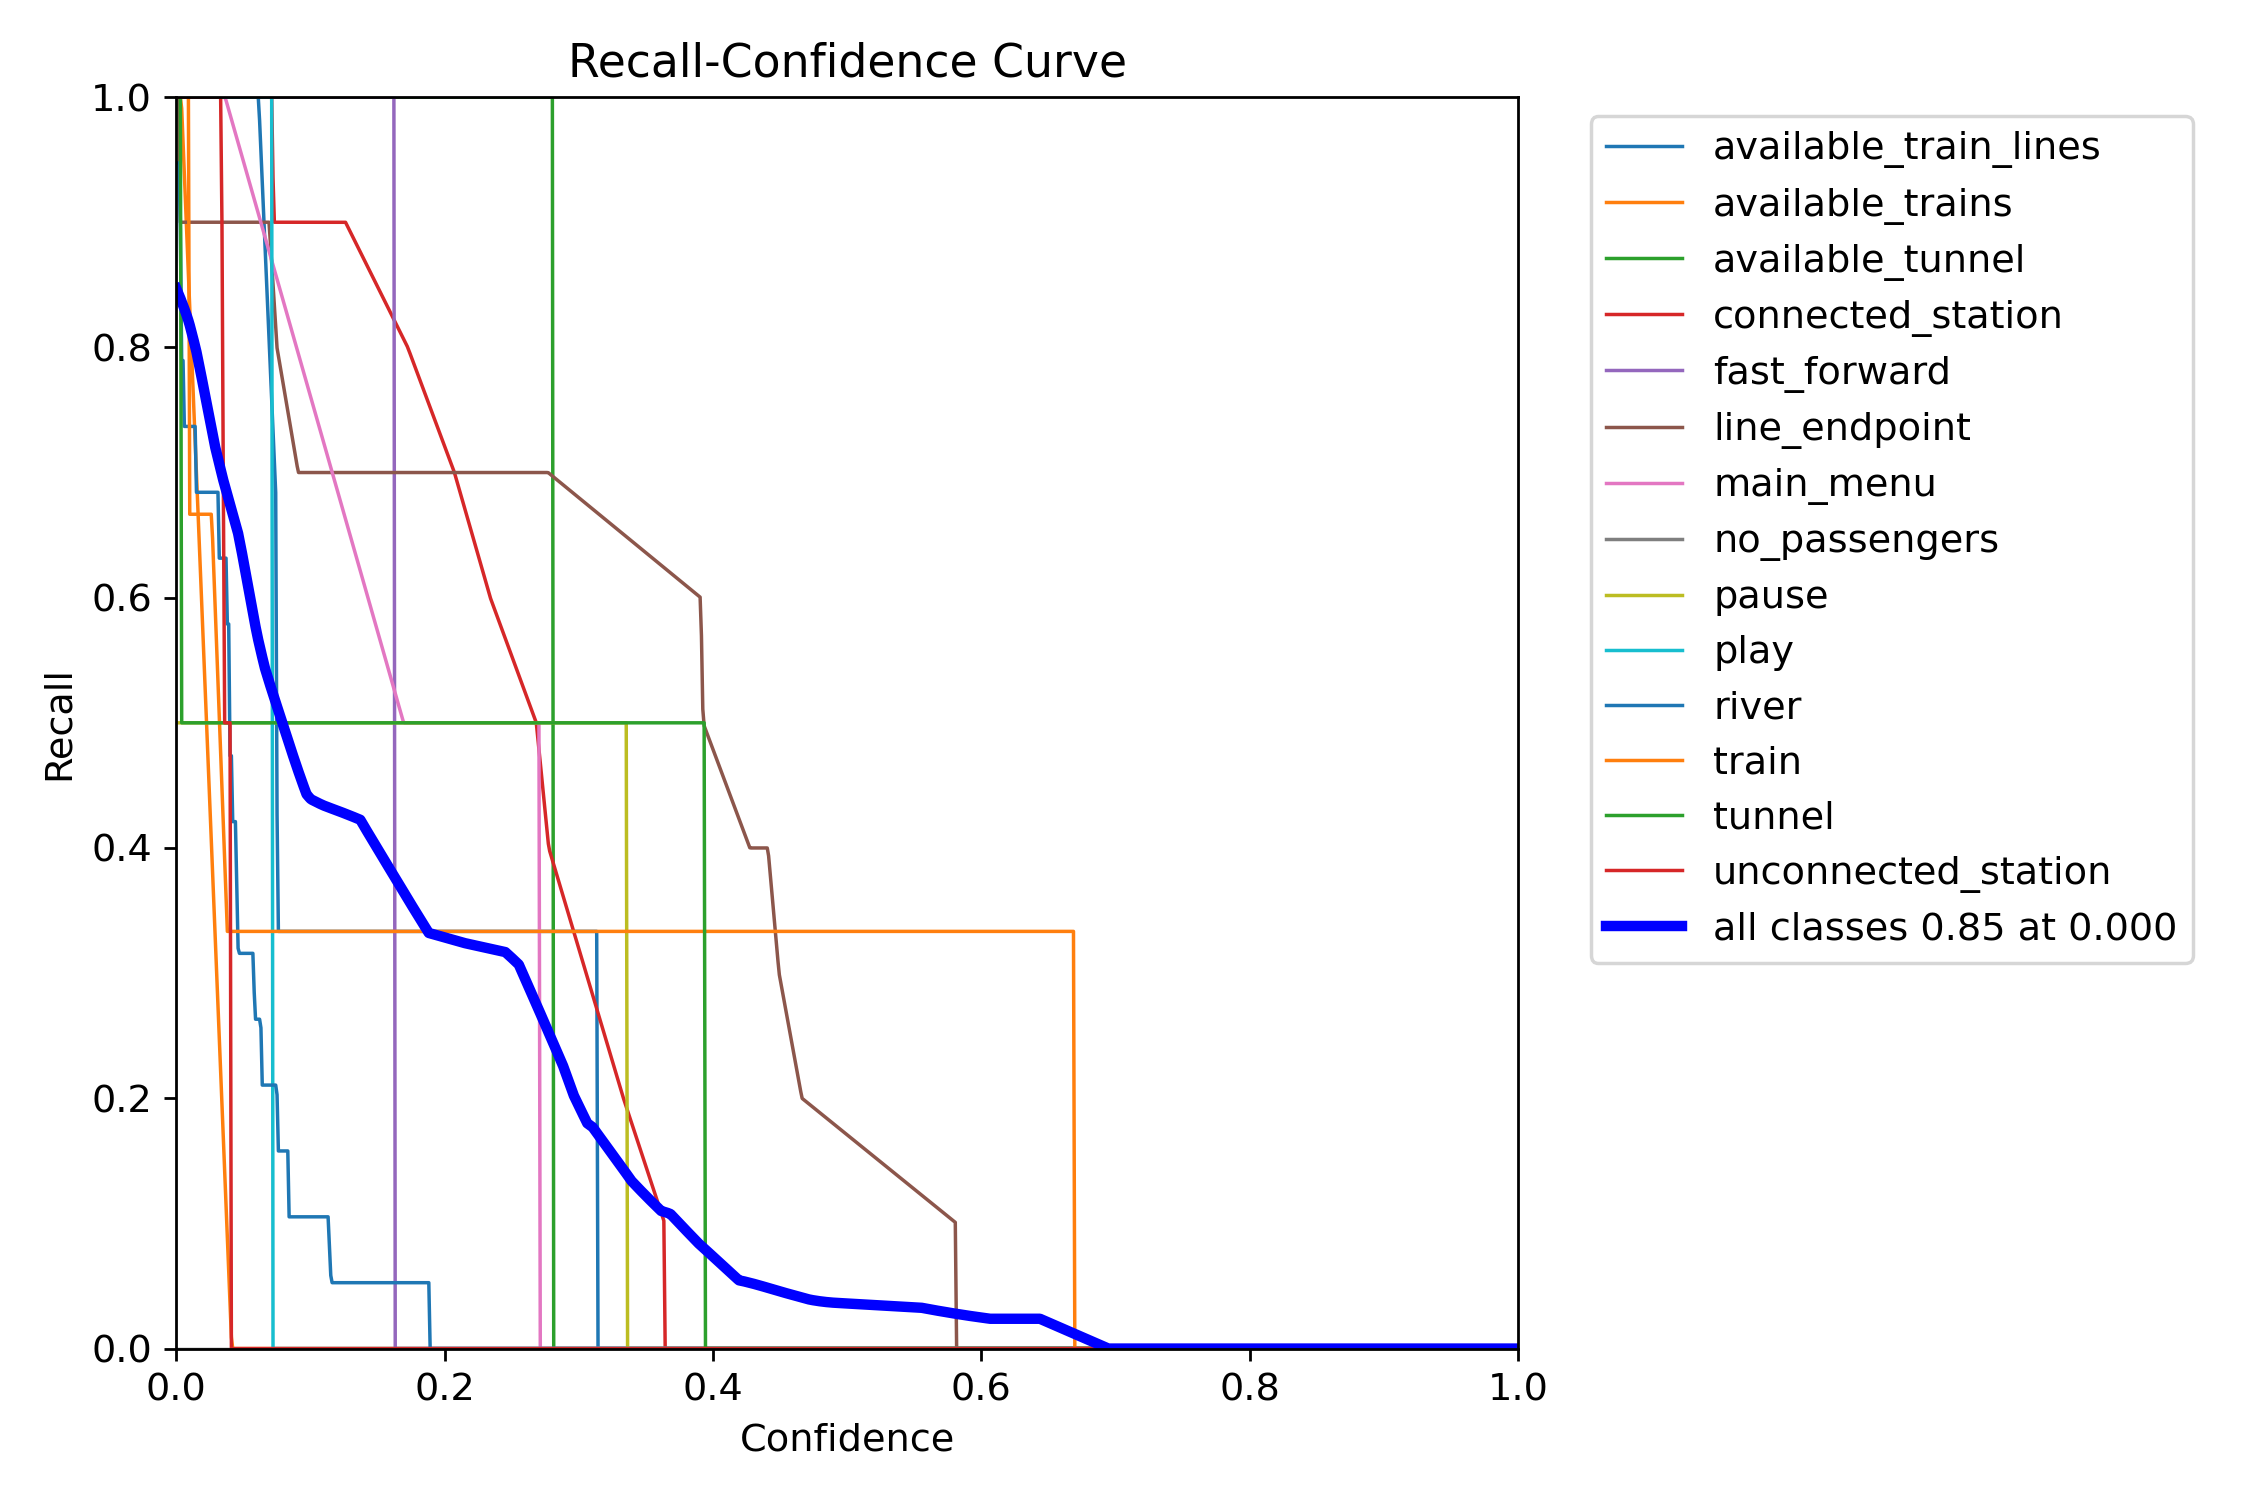 Recall-Confidence Curve
1.0
0.8
0.6
0.4
0.2
0.0
Recall
0.0 0.2 0.4 0.6 0.8 1.0
Confidence
available_train_lines
available_trains
available_tunnel
connected_station
fast_forward
line_endpoint
main_menu
no_passengers
pause
play
river
train
tunnel
unconnected_station
all classes 0.85 at 0.000